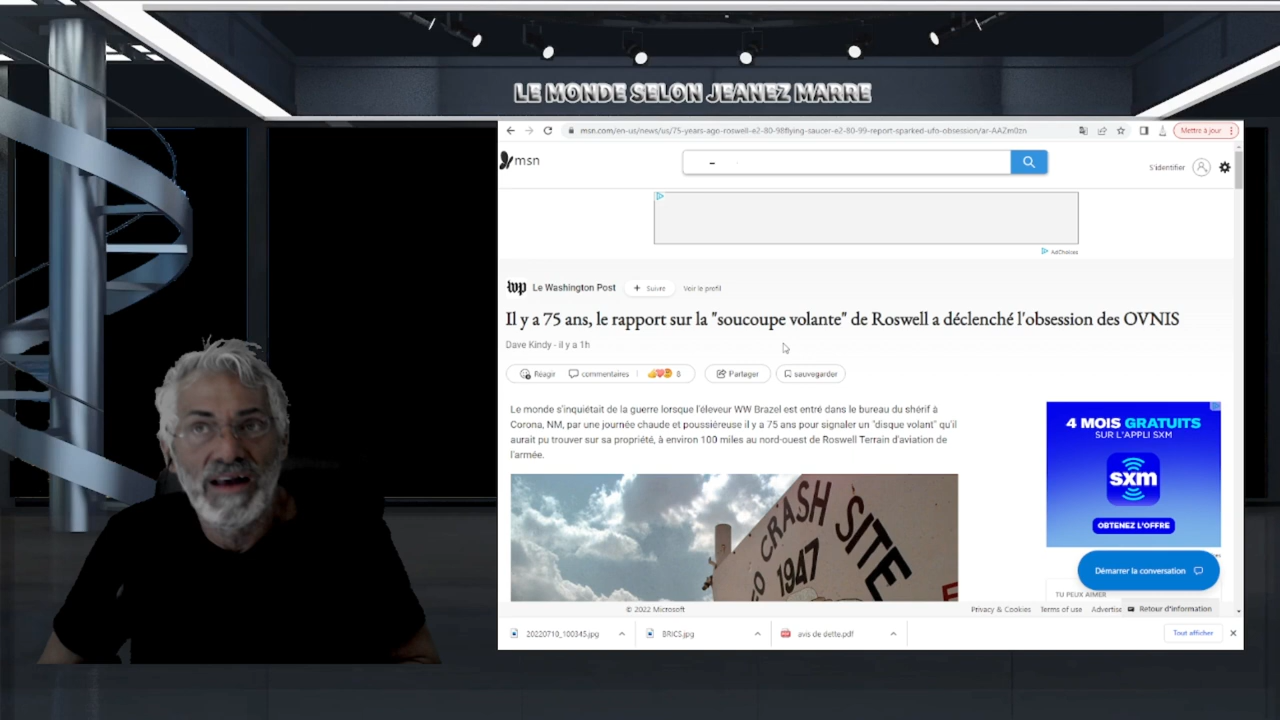 LE MONDE SELON JEANEZ MARRE
msn.com/en-us/news/us/75-years-ago-roswell-e2-80-98flying-saucer-e2-80-99-report-sparked-ufo-obsession/ar-AAZm0zn
Mettre à jour
msn
S'identifier
AdChoices
wp Le Washington Post + Suivre Voir le profil
Il y a 75 ans, le rapport sur la "soucoupe volante" de Roswell a déclenché l'obsession des OVNIS
Dave Kindy - il y a 1h
Réagir commentaires 8 Partager sauvegarder
Le monde s'inquiétait de la guerre lorsque l'éleveur WW Brazel est entré dans le bureau du shérif à
Corona, NM, par une journée chaude et poussiéreuse il y a 75 ans pour signaler un "disque volant" qu'il
aurait pu trouver sur sa propriété, à environ 100 miles au nord-ouest de Roswell Terrain d'aviation de
l'armée.
CRASH SITE
1947
4 MOIS GRATUITS
SUR L'APPLI SXM
sxm
OBTENEZ L'OFFRE
Démarrer la conversation
TU PEUX AIMER
© 2022 Microsoft
Privacy & Cookies Terms of use Advertise Retour d'information
20220710_100345.jpg
BRICS.jpg
avis de dette.pdf
Tout afficher